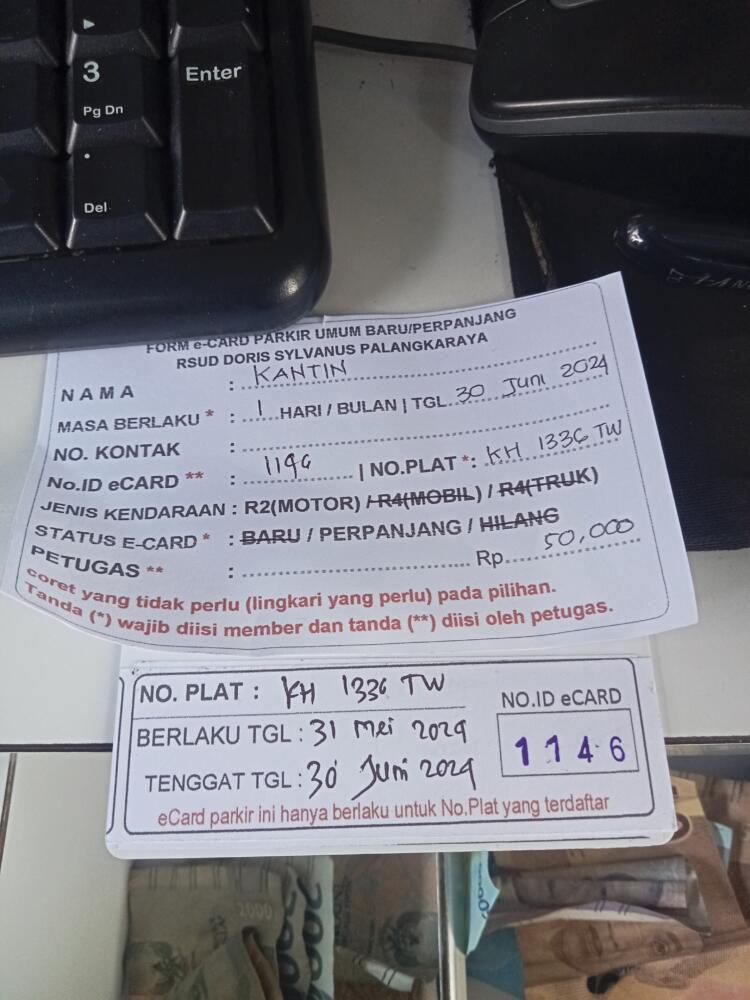 3
Pg Dn
Enter
.
Del
FORM e-CARD PARKIR UMUM BARU/PERPANJANG
RSUD DORIS SYLVANUS PALANGKARAYA
NAMA : KANTIN
MASA BERLAKU * : 1 HARI / BULAN | TGL. 30 Juni 2024
NO. KONTAK :
No.ID eCARD ** : 1146 | NO.PLAT *: KH 1336 TW
JENIS KENDARAAN : R2(MOTOR) / R4(MOBIL) / R4(TRUK)
STATUS E-CARD * : BARU / PERPANJANG / HILANG
PETUGAS ** : Rp. 50,000
coret yang tidak perlu (lingkari yang perlu) pada pilihan.
Tanda (*) wajib diisi member dan tanda (**) diisi oleh petugas.
NO. PLAT : KH 1336 TW
BERLAKU TGL : 31 Mei 2024
TENGGAT TGL : 30 Juni 2024
NO.ID eCARD
1146
eCard parkir ini hanya berlaku untuk No.Plat yang terdaftar
2000